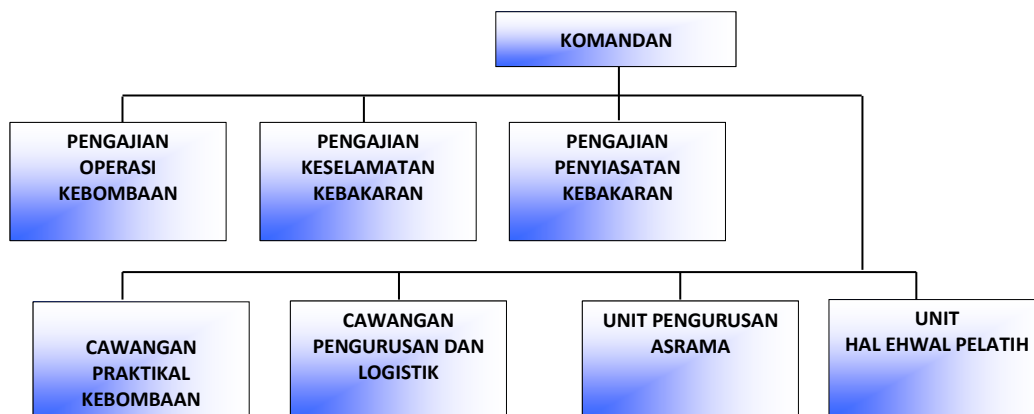 KOMANDAN
PENGAJIAN
OPERASI
KEBOMBAAN
PENGAJIAN
KESELAMATAN
KEBAKARAN
PENGAJIAN
PENYIASATAN
KEBAKARAN
CAWANGAN
PRAKTIKAL
KEBOMBAAN
CAWANGAN
PENGURUSAN DAN
LOGISTIK
UNIT PENGURUSAN
ASRAMA
UNIT
HAL EHWAL PELATIH